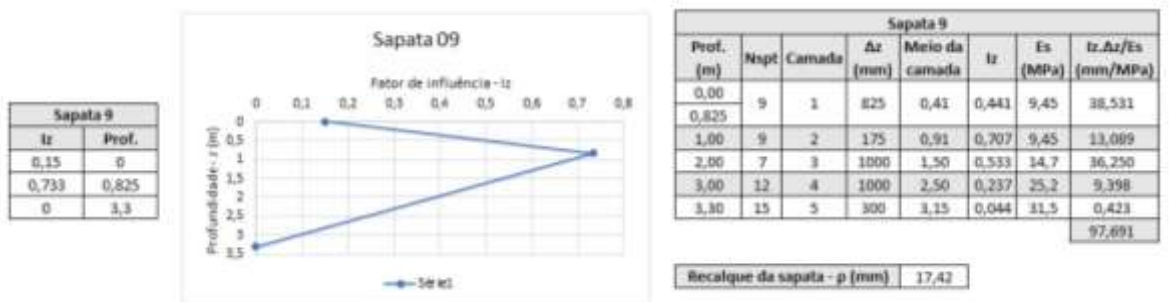 Sapata 9
Iz Prof.
0,15 0
0,733 0,825
0 3,3
Sapata 09
Fator de influência - Iz
0 0,1 0,2 0,3 0,4 0,5 0,6 0,7 0,8
Profundidade - z (m)
0
0,5
1
1,5
2
2,5
3
3,5
Série1
Sapata 9
Prof. (m) Nspt Camada Δz (mm) Meio da camada Iz Es (MPa) Iz.Δz/Es (mm/MPa)
0,00
0,825 9 1 825 0,41 0,441 9,45 38,531
1,00 9 2 175 0,91 0,707 9,45 13,089
2,00 7 3 1000 1,50 0,533 14,7 36,250
3,00 12 4 1000 2,50 0,237 25,2 9,398
3,30 15 5 300 3,15 0,044 31,5 0,423
97,691
Recalque da sapata - ρ (mm) 17,42